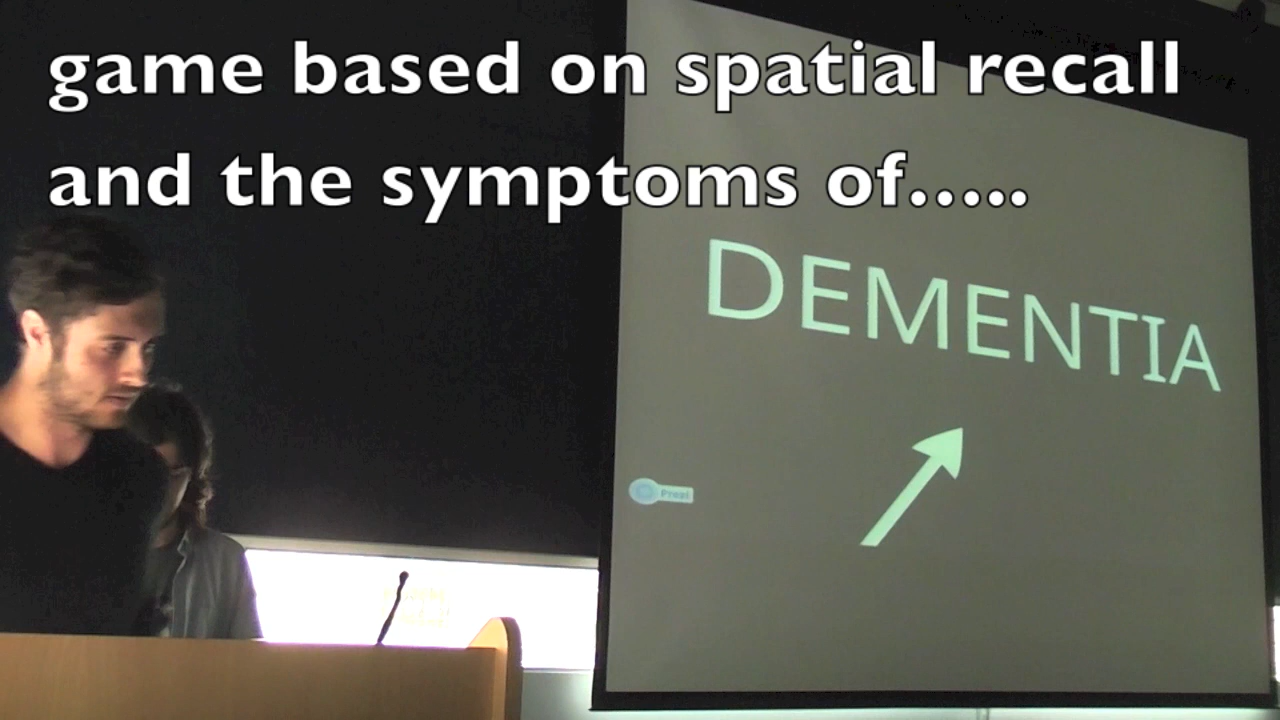 game based on spatial recall
and the symptoms of.....
DEMENTIA
Prezi